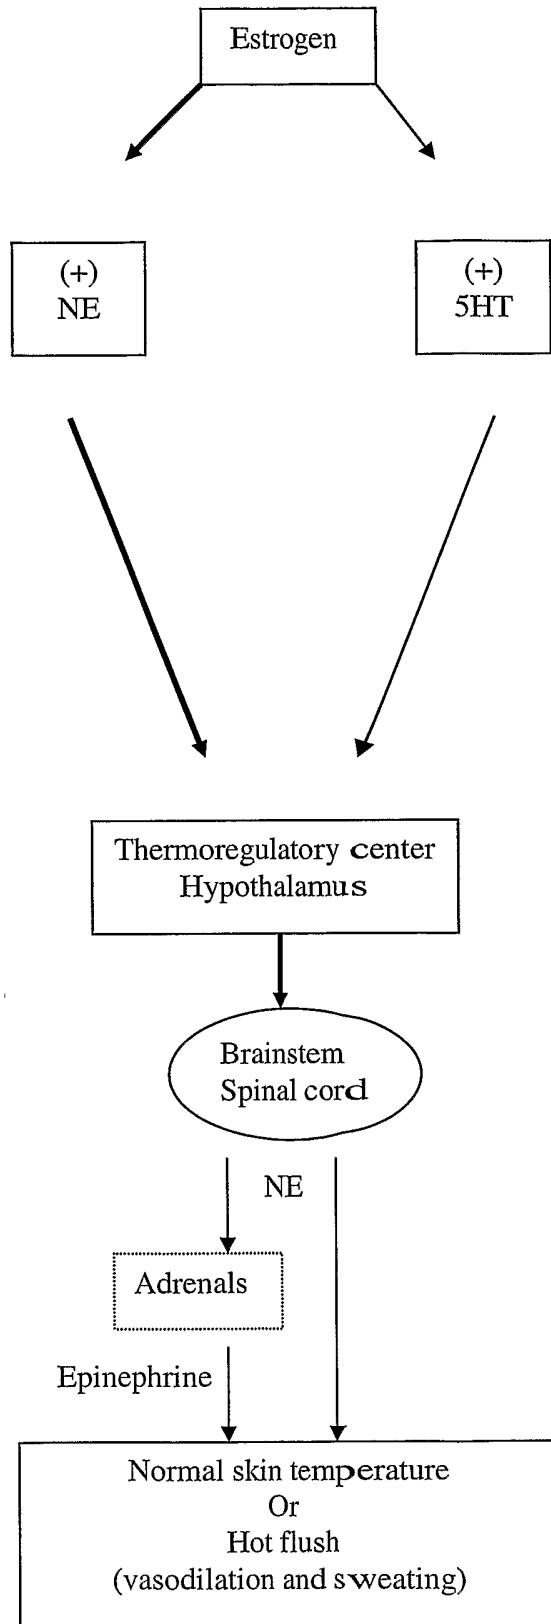 Estrogen
(+)
NE
(+)
5HT
Thermoregulatory center
Hypothalamus
Brainstem
Spinal cord
NE
Adrenals
Epinephrine
Normal skin temperature
Or
Hot flush
(vasodilation and sweating)